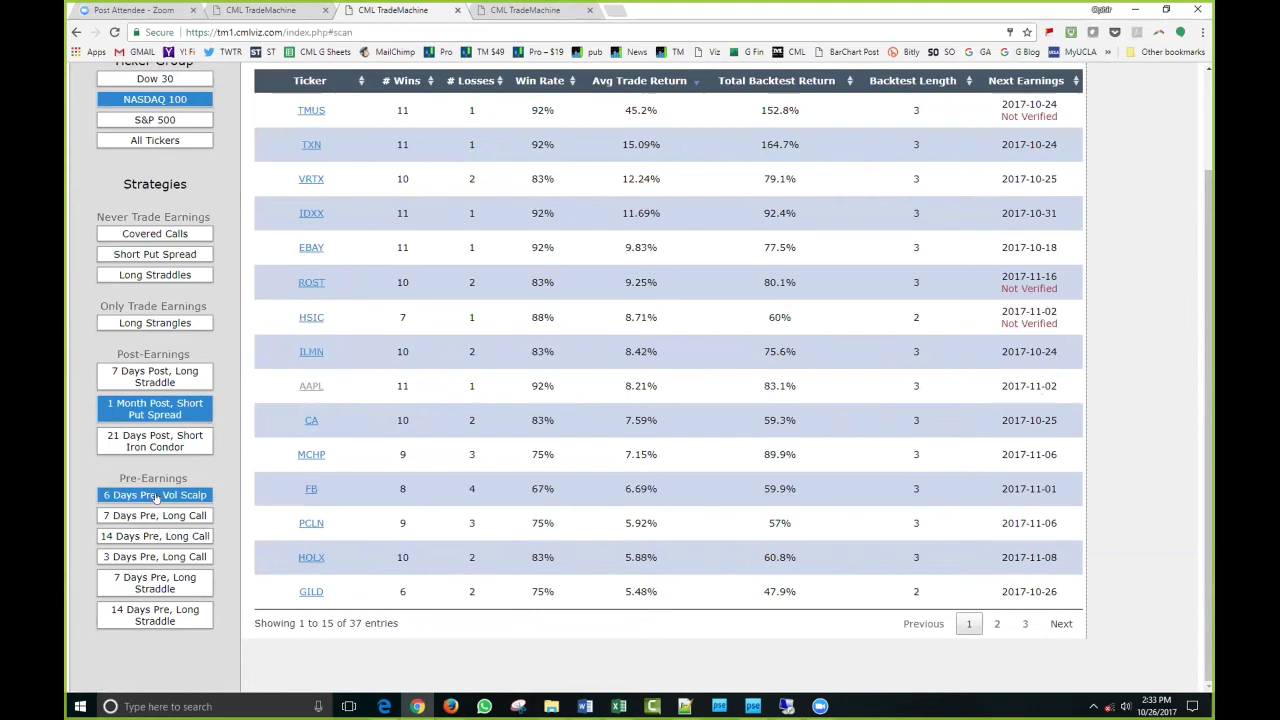 Post Attendee - Zoom
CML TradeMachine
CML TradeMachine
CML TradeMachine
Ophir
Secure
https://tm1.cmlviz.com/index.php#scan
Apps
GMAIL
Y! Fi
TWTR
ST
CML G Sheets
MailChimp
Pro
TM $49
Pro – $19
pub
News
TM
Viz
G Fin
CML
BarChart Post
Bitly
SO
GA
G Blog
MyUCLA
»
Other bookmarks
Ticker Group
Dow 30
NASDAQ 100
S&P 500
All Tickers
Strategies
Never Trade Earnings
Covered Calls
Short Put Spread
Long Straddles
Only Trade Earnings
Long Strangles
Post-Earnings
7 Days Post, Long
Straddle
1 Month Post, Short
Put Spread
21 Days Post, Short
Iron Condor
Pre-Earnings
6 Days Pre, Vol Scalp
7 Days Pre, Long Call
14 Days Pre, Long Call
3 Days Pre, Long Call
7 Days Pre, Long
Straddle
14 Days Pre, Long
Straddle
Ticker # Wins # Losses Win Rate Avg Trade Return Total Backtest Return Backtest Length Next Earnings
TMUS 11 1 92% 45.2% 152.8% 3 2017-10-24
Not Verified
TXN 11 1 92% 15.09% 164.7% 3 2017-10-24
VRTX 10 2 83% 12.24% 79.1% 3 2017-10-25
IDXX 11 1 92% 11.69% 92.4% 3 2017-10-31
EBAY 11 1 92% 9.83% 77.5% 3 2017-10-18
ROST 10 2 83% 9.25% 80.1% 3 2017-11-16
Not Verified
HSIC 7 1 88% 8.71% 60% 2 2017-11-02
Not Verified
ILMN 10 2 83% 8.42% 75.6% 3 2017-10-24
AAPL 11 1 92% 8.21% 83.1% 3 2017-11-02
CA 10 2 83% 7.59% 59.3% 3 2017-10-25
MCHP 9 3 75% 7.15% 89.9% 3 2017-11-06
FB 8 4 67% 6.69% 59.9% 3 2017-11-01
PCLN 9 3 75% 5.92% 57% 3 2017-11-06
HOLX 10 2 83% 5.88% 60.8% 3 2017-11-08
GILD 6 2 75% 5.48% 47.9% 2 2017-10-26
Showing 1 to 15 of 37 entries
Previous 1 2 3 Next
Type here to search
2:33 PM
10/26/2017